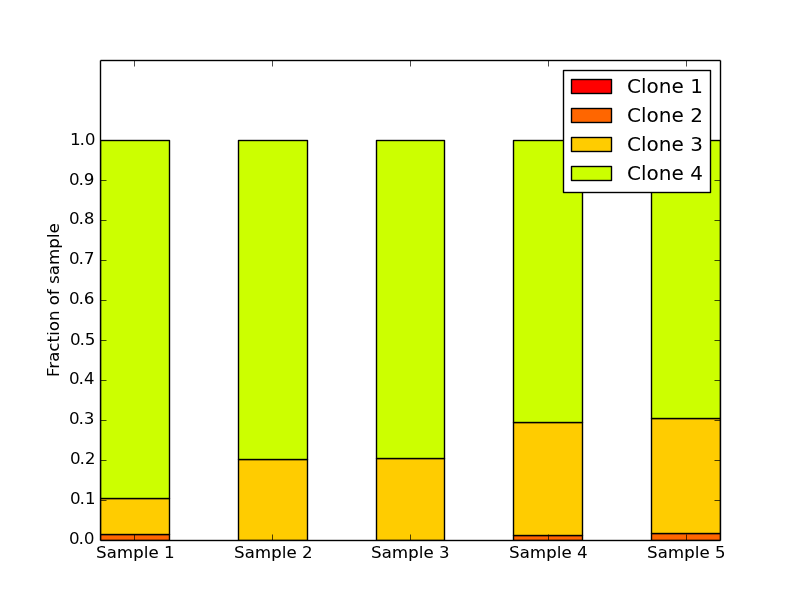 Clone 1
Clone 2
Clone 3
Clone 4
1.0
0.9
0.8
0.7
0.6
0.5
0.4
0.3
0.2
0.1
0.0
Fraction of sample
Sample 1 Sample 2 Sample 3 Sample 4 Sample 5